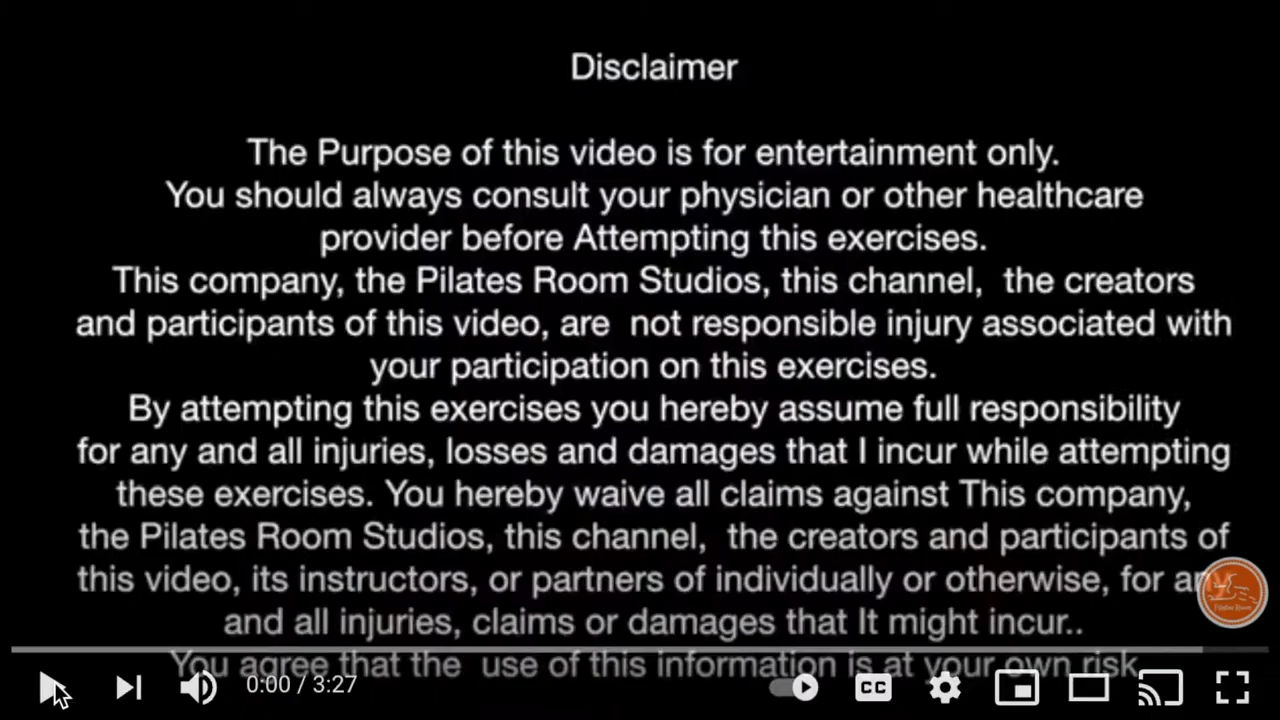 Disclaimer
The Purpose of this video is for entertainment only.
You should always consult your physician or other healthcare
provider before Attempting this exercises.
This company, the Pilates Room Studios, this channel,  the creators
and participants of this video, are  not responsible injury associated with
your participation on this exercises.
By attempting this exercises you hereby assume full responsibility
for any and all injuries, losses and damages that I incur while attempting
these exercises. You hereby waive all claims against This company,
the Pilates Room Studios, this channel,  the creators and participants of
this video, its instructors, or partners of individually or otherwise, for any
and all injuries, claims or damages that It might incur..
You agree that the  use of this information is at your own risk
Pilates Room
0:00 / 3:27
CC